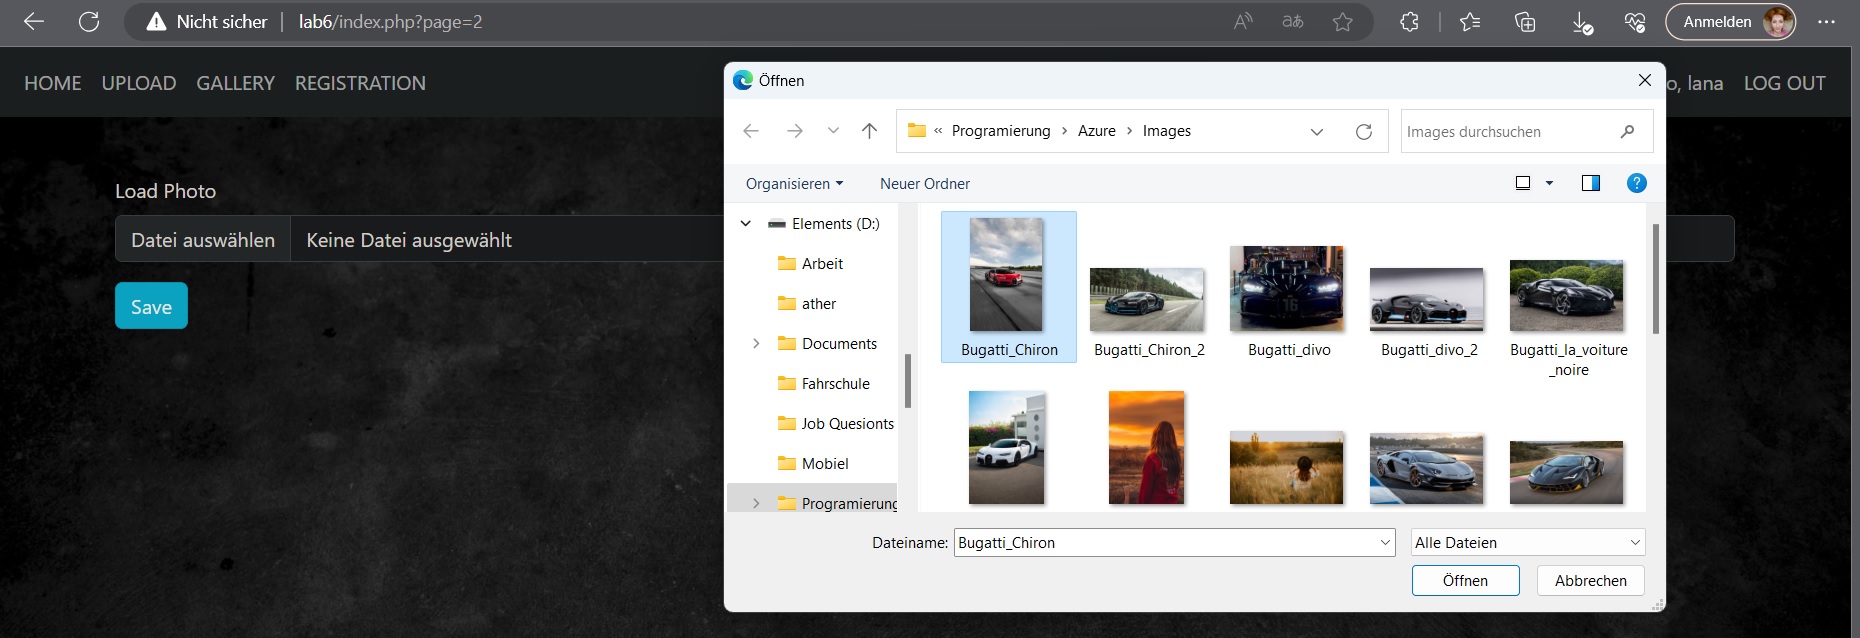 Nicht sicher | lab6/index.php?page=2
Anmelden
HOME UPLOAD GALLERY REGISTRATION
o, lana LOG OUT
Load Photo
Datei auswählen Keine Datei ausgewählt
Save
Öffnen
« Programierung › Azure › Images
Images durchsuchen
Organisieren Neuer Ordner
Elements (D:)
Arbeit
ather
Documents
Fahrschule
Job Quesionts
Mobiel
Programierung
Bugatti_Chiron
Bugatti_Chiron_2
Bugatti_divo
Bugatti_divo_2
Bugatti_la_voiture
_noire
Dateiname: Bugatti_Chiron
Alle Dateien
Öffnen Abbrechen